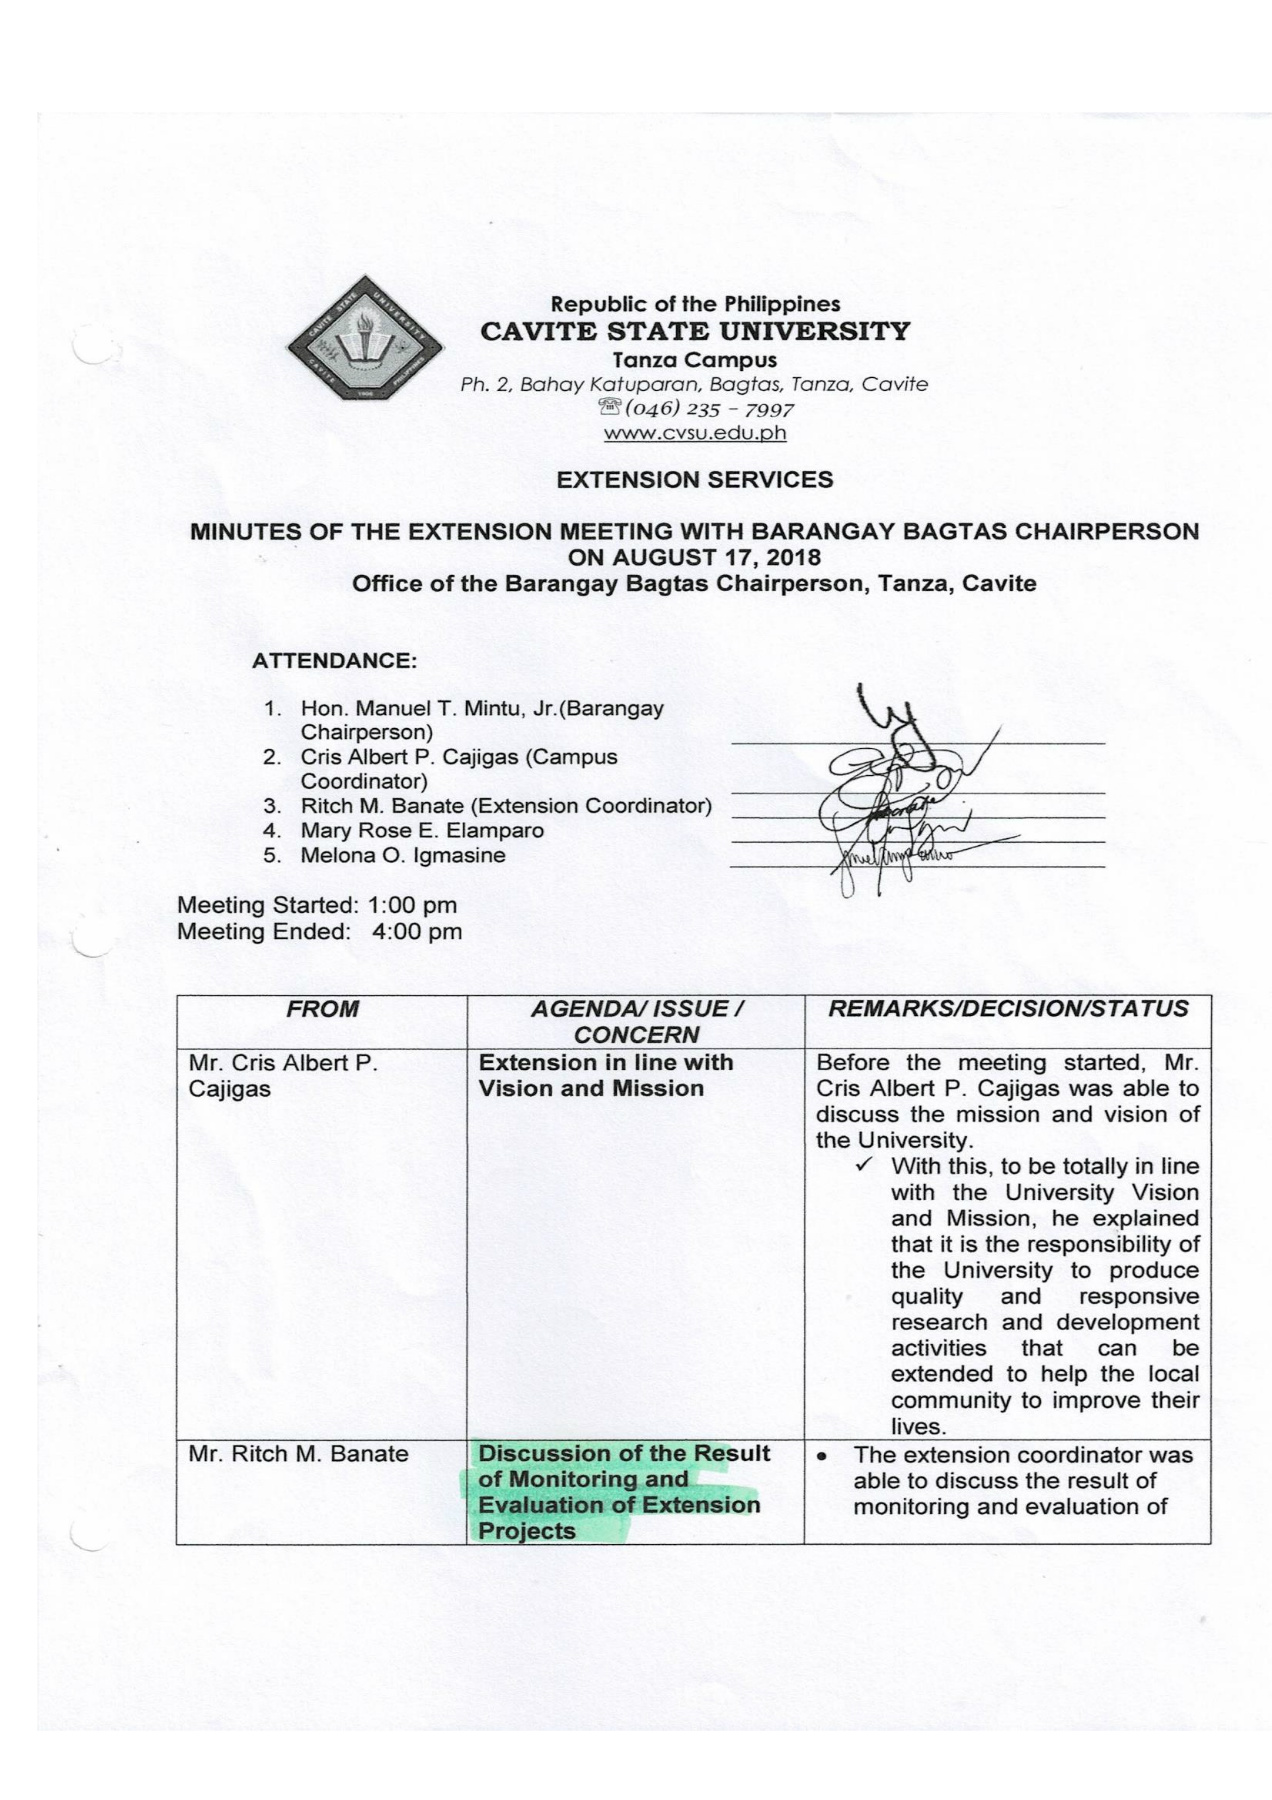 CAVITE STATE UNIVERSITY
CAVITE PHILIPPINES
1906
Republic of the Philippines
CAVITE STATE UNIVERSITY
Tanza Campus
Ph. 2, Bahay Katuparan, Bagtas, Tanza, Cavite
☏(046) 235 – 7997
www.cvsu.edu.ph
EXTENSION SERVICES
MINUTES OF THE EXTENSION MEETING WITH BARANGAY BAGTAS CHAIRPERSON
ON AUGUST 17, 2018
Office of the Barangay Bagtas Chairperson, Tanza, Cavite
ATTENDANCE:
1. Hon. Manuel T. Mintu, Jr.(Barangay
Chairperson)
2. Cris Albert P. Cajigas (Campus
Coordinator)
3. Ritch M. Banate (Extension Coordinator)
4. Mary Rose E. Elamparo
5. Melona O. Igmasine
Meeting Started: 1:00 pm
Meeting Ended: 4:00 pm
FROM
AGENDA/ ISSUE /
CONCERN
REMARKS/DECISION/STATUS
Mr. Cris Albert P.
Cajigas
Extension in line with
Vision and Mission
Before the meeting started, Mr.
Cris Albert P. Cajigas was able to
discuss the mission and vision of
the University.
✓ With this, to be totally in line
with the University Vision
and Mission, he explained
that it is the responsibility of
the University to produce
quality and responsive
research and development
activities that can be
extended to help the local
community to improve their
lives.
Mr. Ritch M. Banate
Discussion of the Result
of Monitoring and
Evaluation of Extension
Projects
• The extension coordinator was
able to discuss the result of
monitoring and evaluation of